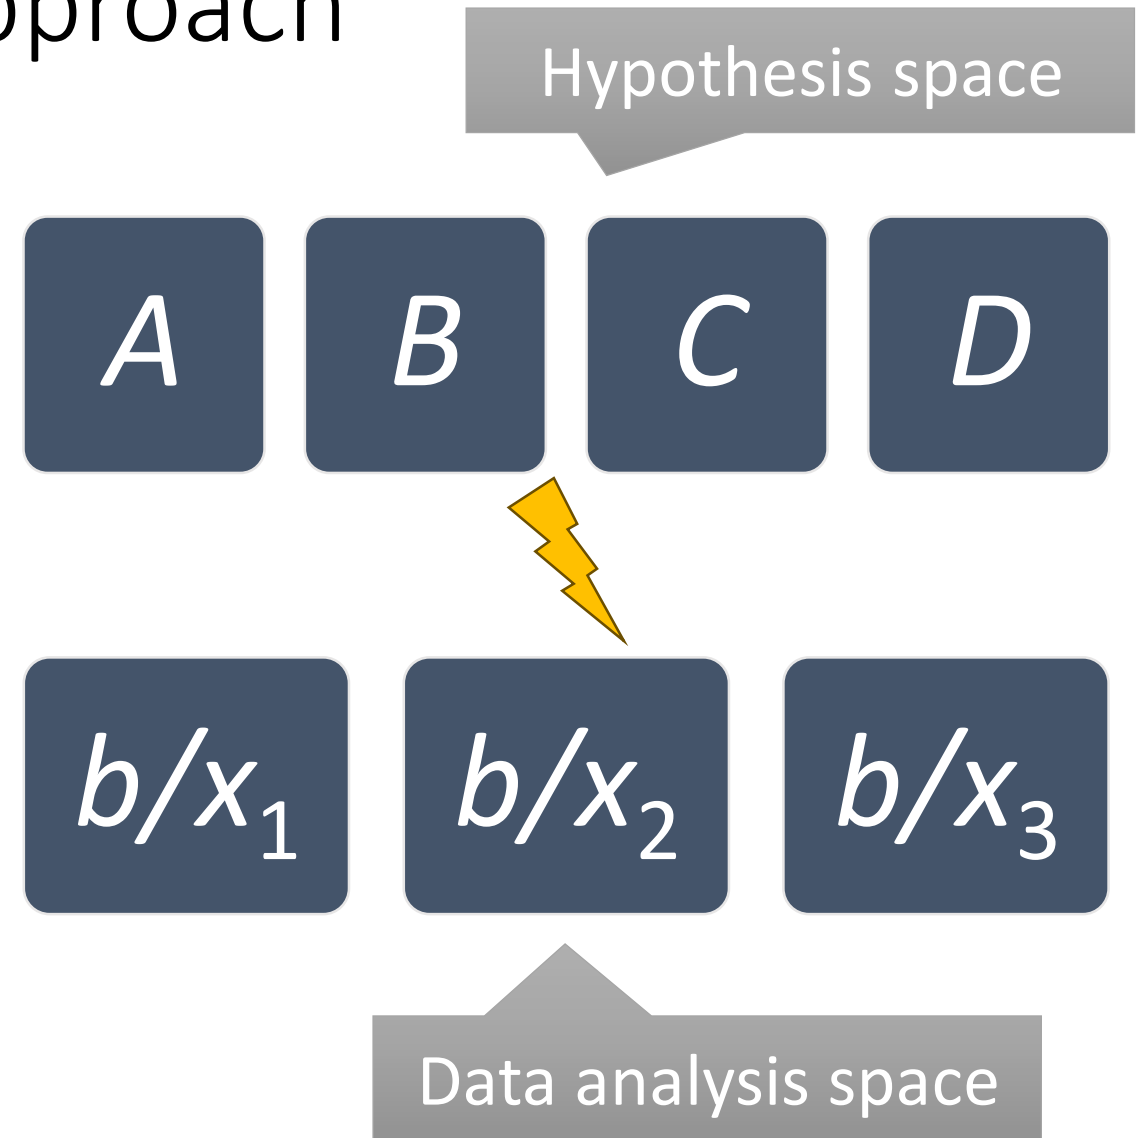 pproach
Hypothesis space
A B C D
b/x₁ b/x₂ b/x₃
Data analysis space